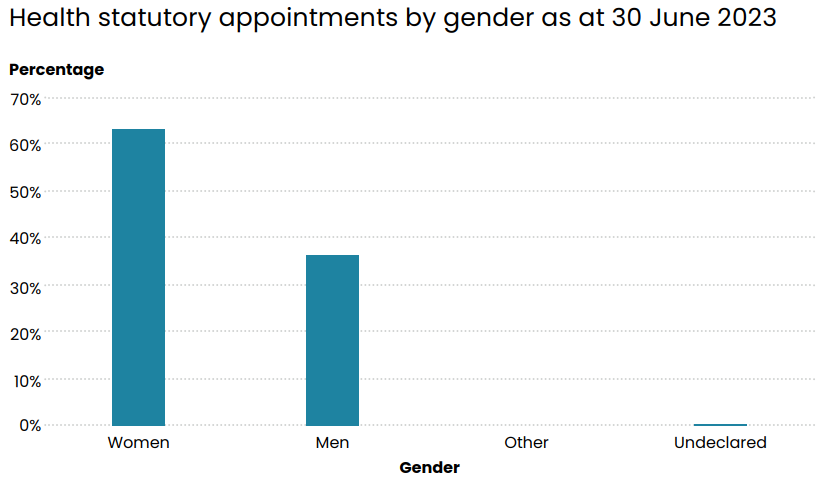 Health statutory appointments by gender as at 30 June 2023
Percentage
70%
60%
50%
40%
30%
20%
10%
0%
Women Men Other Undeclared
Gender